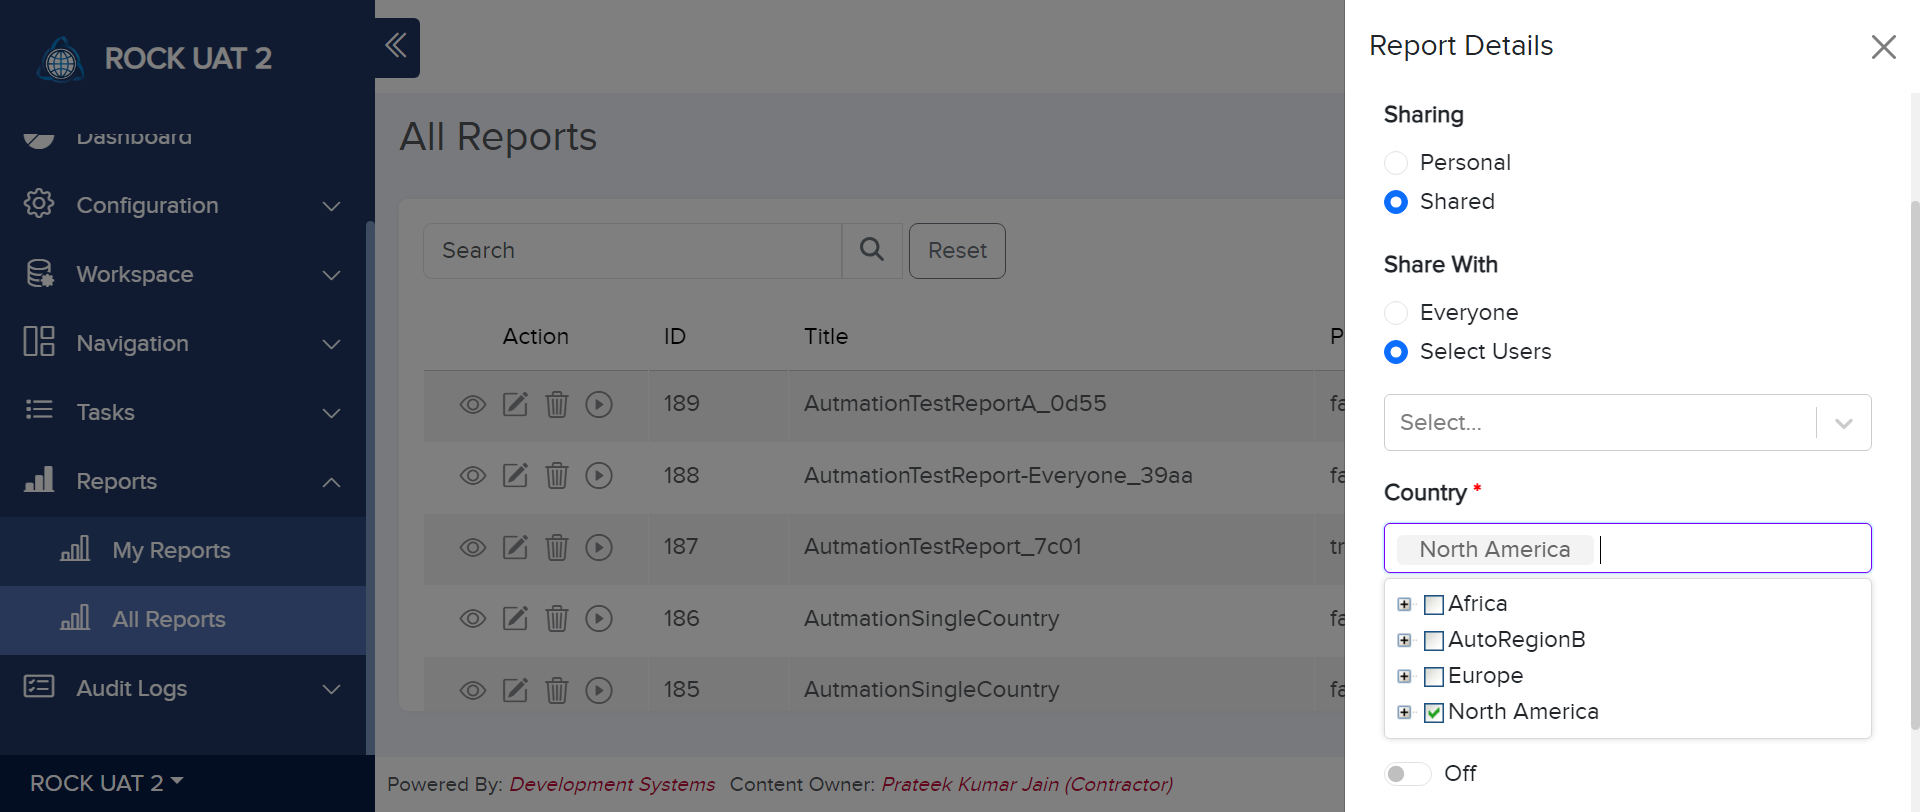 ROCK UAT 2
Dashboard
Configuration
Workspace
Navigation
Tasks
Reports
My Reports
All Reports
Audit Logs
ROCK UAT 2
All Reports
Search
Reset
Action ID Title P
189 AutmationTestReportA_0d55 fa
188 AutmationTestReport-Everyone_39aa fa
187 AutmationTestReport_7c01 tr
186 AutmationSingleCountry fa
185 AutmationSingleCountry fa
Powered By: Development Systems Content Owner: Prateek Kumar Jain (Contractor)
Report Details
Sharing
Personal
Shared
Share With
Everyone
Select Users
Select...
Country *
North America
Africa
AutoRegionB
Europe
North America
Off